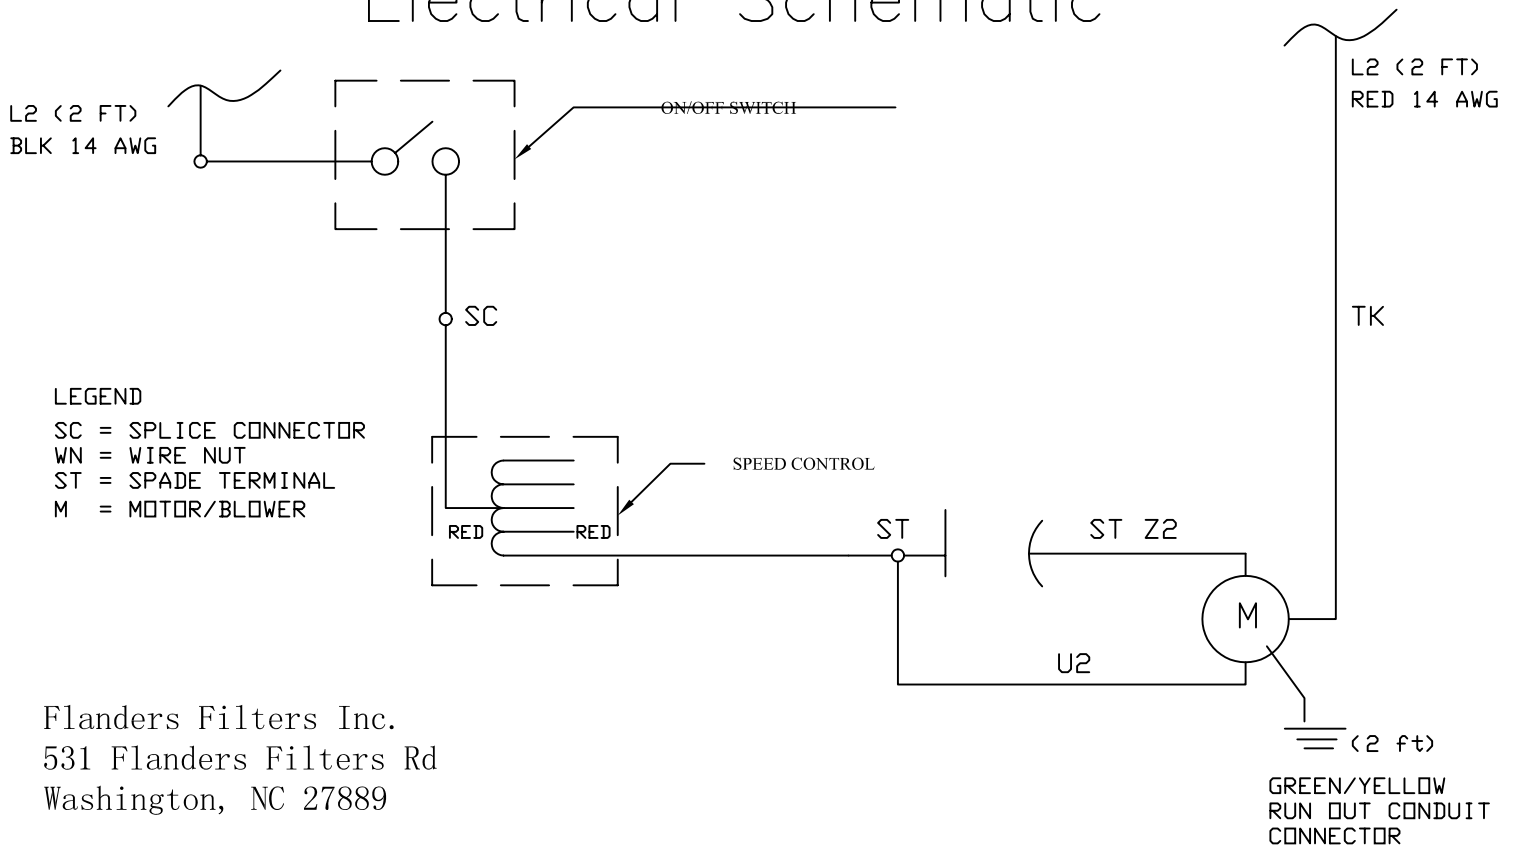 Electrical Schematic
L2 (2 FT)
BLK 14 AWG
ON/OFF SWITCH
L2 (2 FT)
RED 14 AWG
SC
TK
LEGEND
SC = SPLICE CONNECTOR
WN = WIRE NUT
ST = SPADE TERMINAL
M = MOTOR/BLOWER
SPEED CONTROL
RED
RED
ST
ST Z2
M
U2
Flanders Filters Inc.
531 Flanders Filters Rd
Washington, NC 27889
(2 ft)
GREEN/YELLOW
RUN OUT CONDUIT
CONNECTOR